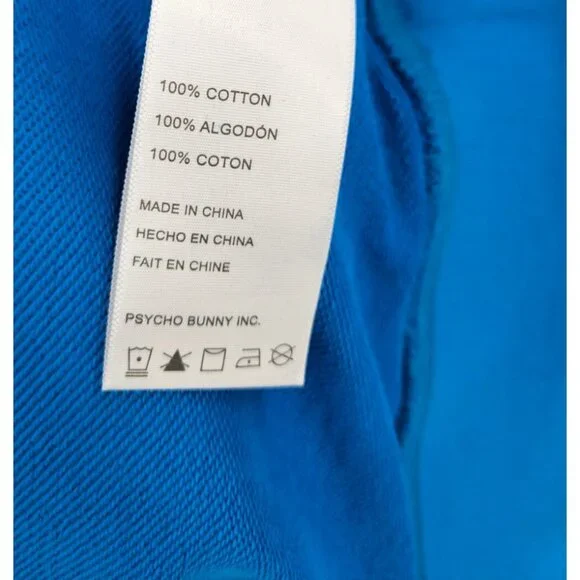 100% COTTON
100% ALGODÓN
100% COTON
MADE IN CHINA
HECHO EN CHINA
FAIT EN CHINE
PSYCHO BUNNY INC.